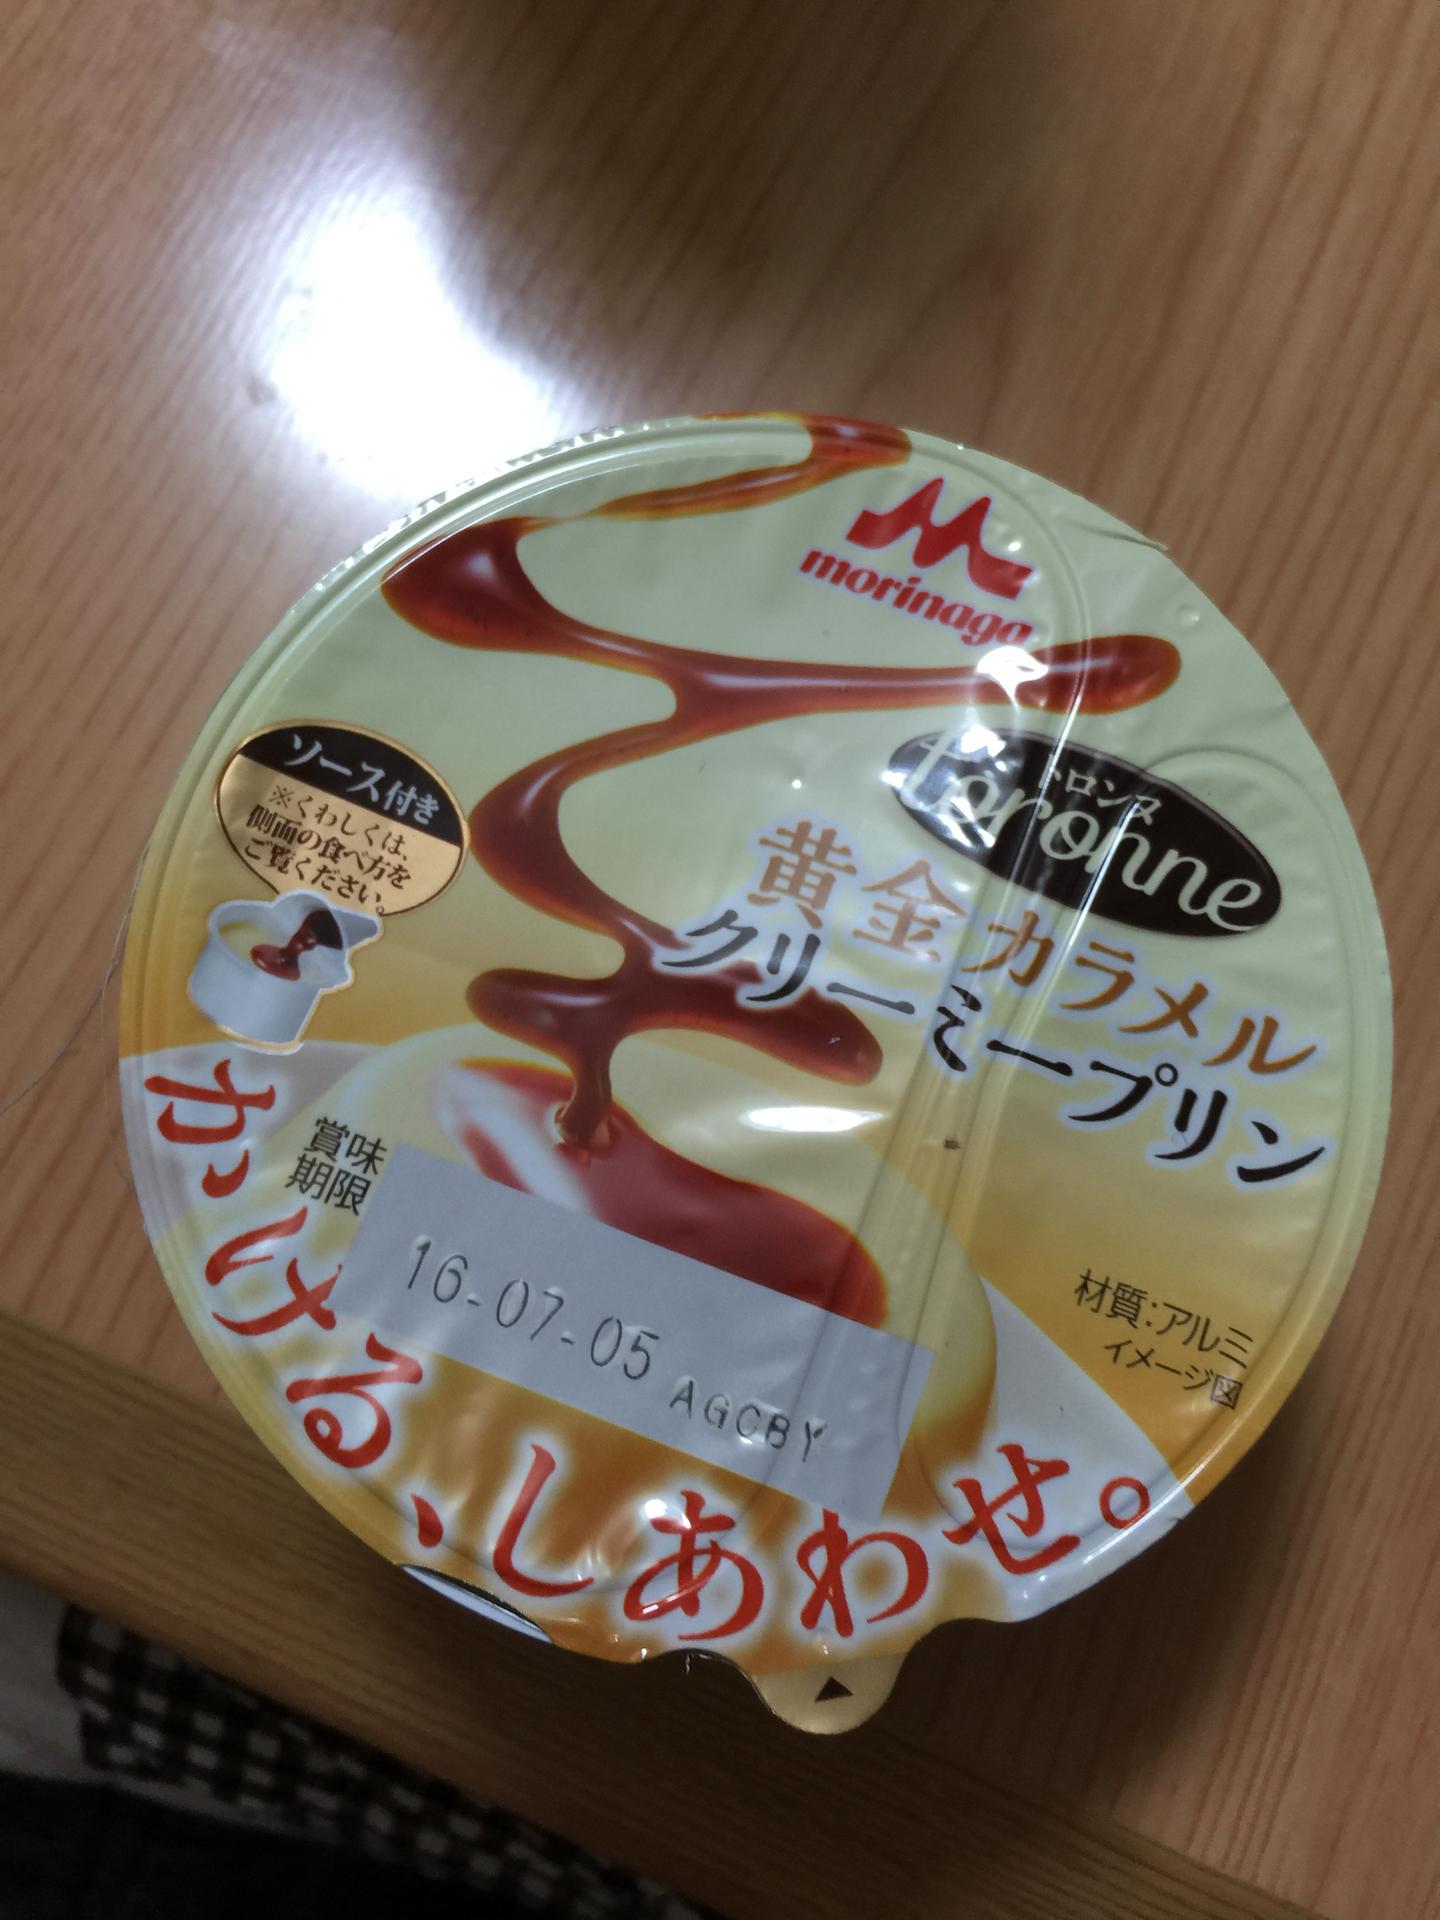 morinaga
トロンヌ
Toronne
黄金カラメル
クリーミープリン
ソース付き
※くわしくは、
側面の食べ方を
ご覧ください。
賞味
期限
16-07-05
AGCBY
材質:アルミ
イメージ図
かける、しあわせ。